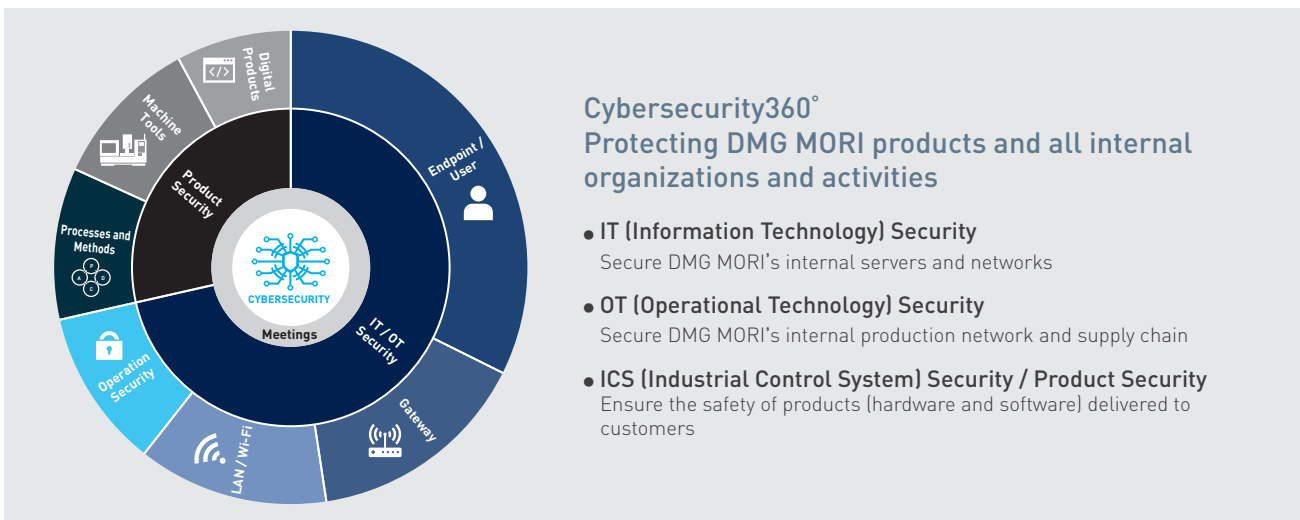 Digital
Products
Machine
Tools
Processes and
Methods
P
A
D
C
Operation
Security
LAN / Wi-Fi
Gateway
Endpoint /
User
</>
Product
Security
IT / OT
Security
CYBERSECURITY
Meetings
Cybersecurity360°
Protecting DMG MORI products and all internal
organizations and activities
● IT (Information Technology) Security
Secure DMG MORI's internal servers and networks
● OT (Operational Technology) Security
Secure DMG MORI's internal production network and supply chain
● ICS (Industrial Control System) Security / Product Security
Ensure the safety of products (hardware and software) delivered to
customers